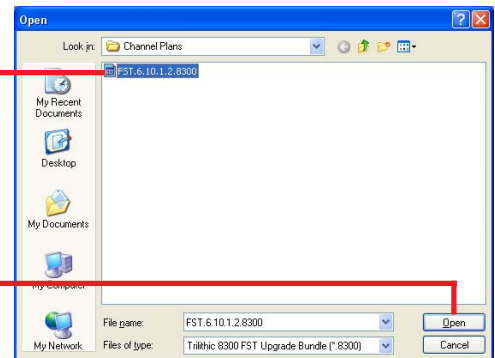 Open
Look in:
Channel Plans
FST.6.10.1.2.8300
My Recent
Documents
Desktop
My Documents
My Computer
My Network
File name:
FST.6.10.1.2.8300
Open
Files of type:
Trilithic 8300 FST Upgrade Bundle (*.8300)
Cancel